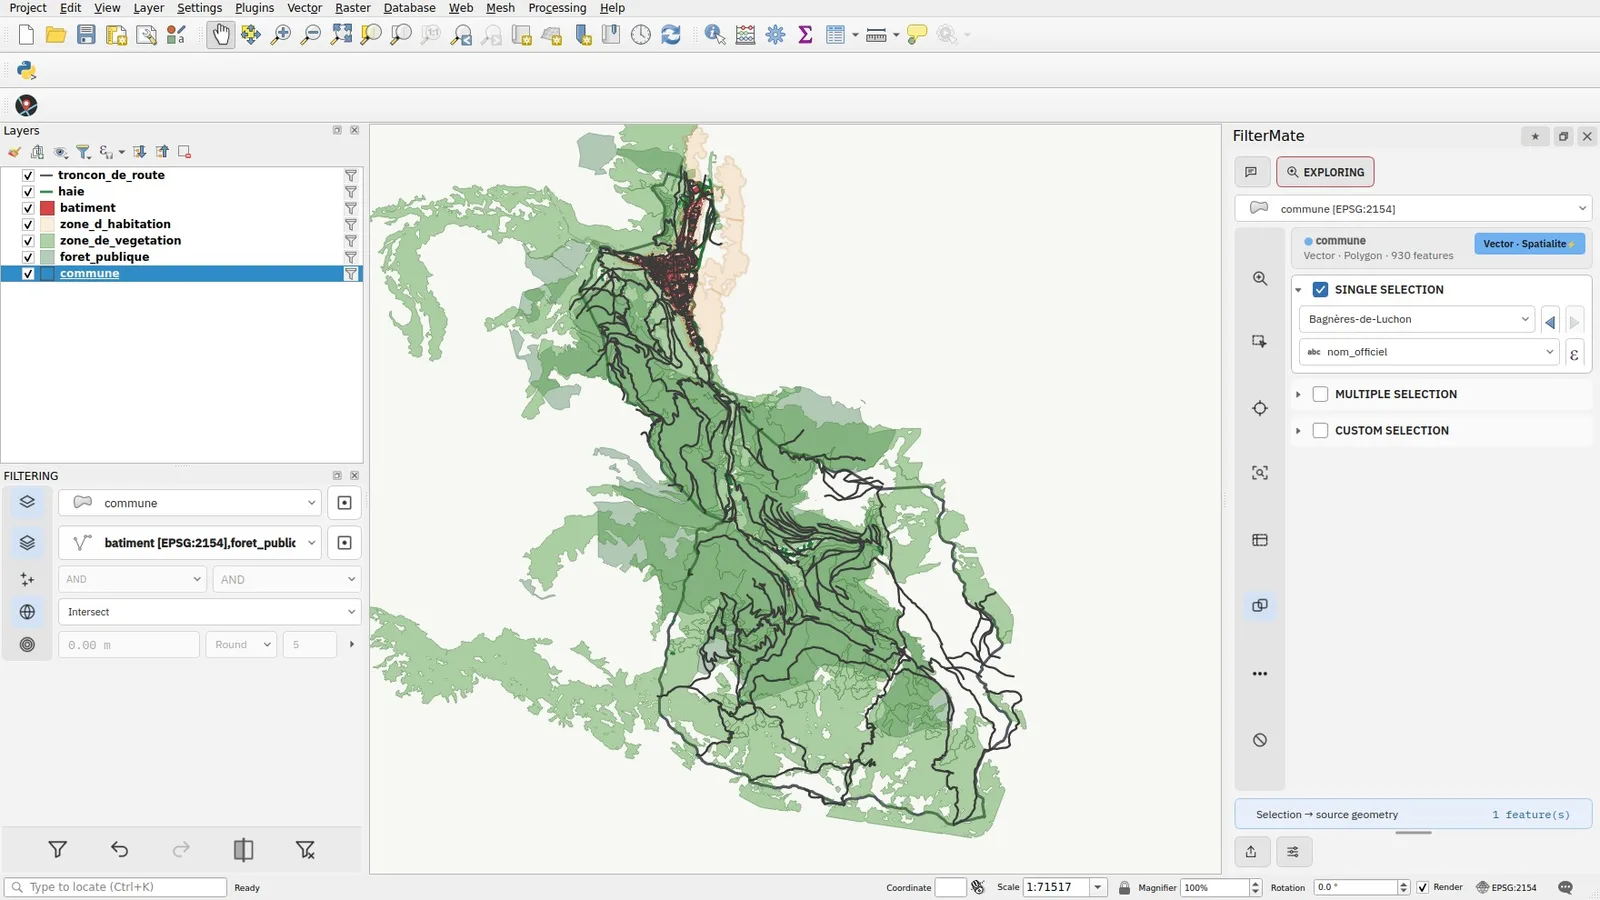 Project Edit View Layer Settings Plugins Vector Raster Database Web Mesh Processing Help
Layers
troncon_de_route
haie
batiment
zone_d_habitation
zone_de_vegetation
foret_publique
commune
FILTERING
commune
batiment [EPSG:2154],foret_public
AND AND
Intersect
0.00 m Round 5
FilterMate
EXPLORING
commune [EPSG:2154]
commune
Vector · Polygon · 930 features
Vector · Spatialite⚡
SINGLE SELECTION
Bagnères-de-Luchon
abc nom_officiel
ε
MULTIPLE SELECTION
CUSTOM SELECTION
Selection → source geometry 1 feature(s)
Type to locate (Ctrl+K) Ready Coordinate Scale 1:71517 Magnifier 100% Rotation 0.0 ° Render EPSG:2154